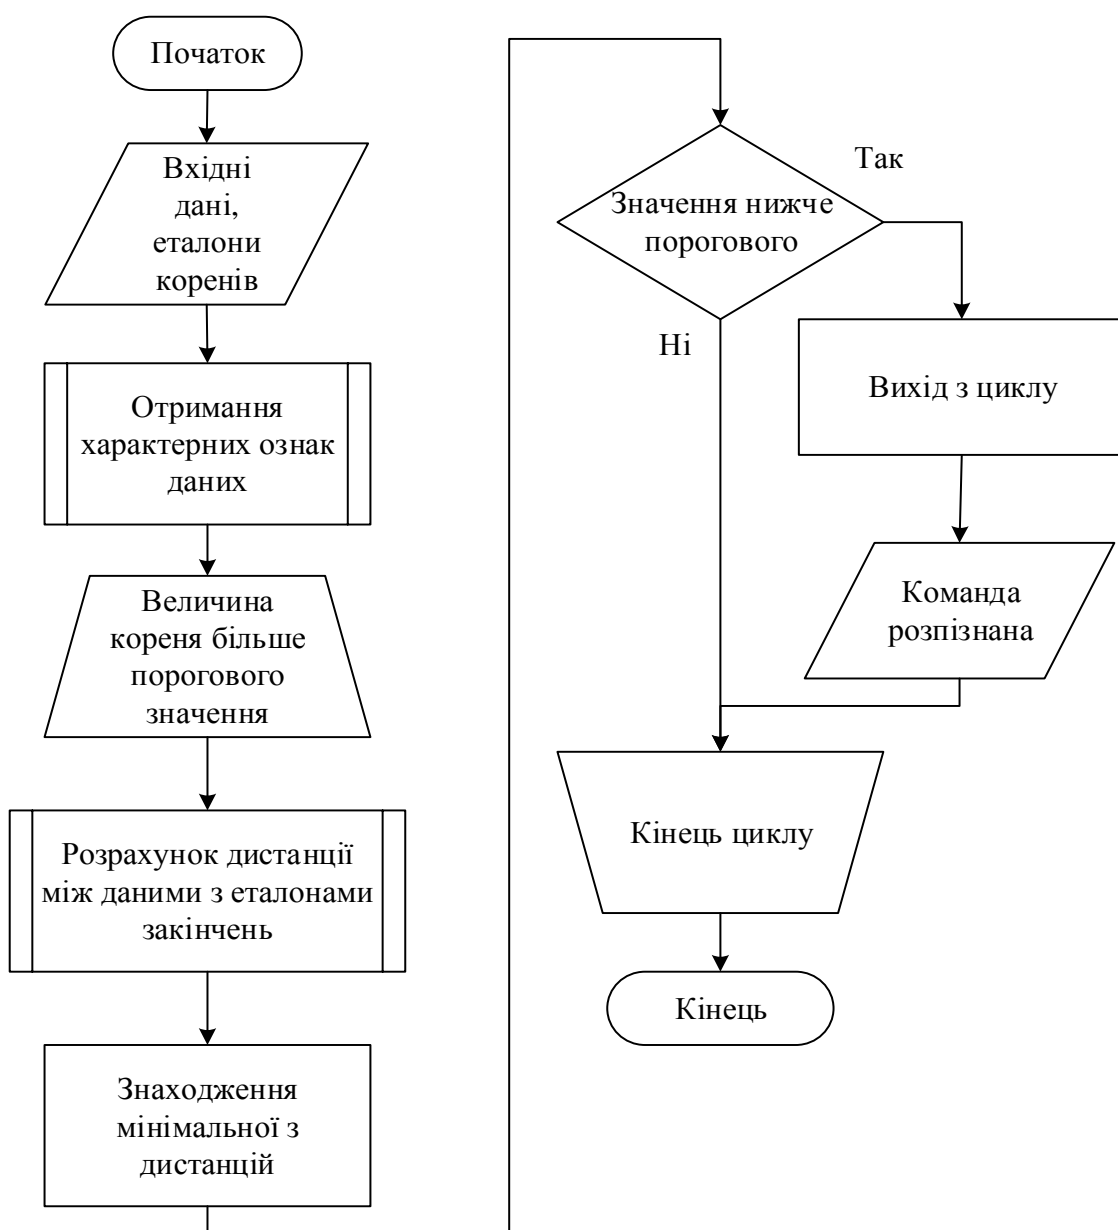 Початок
Вхідні
дані,
еталони
коренів
Отримання
характерних ознак
даних
Величина
кореня більше
порогового
значення
Розрахунок дистанції
між даними з еталонами
закінчень
Знаходження
мінімальної з
дистанцій
Значення нижче
порогового
Так
Ні
Вихід з циклу
Команда
розпізнана
Кінець циклу
Кінець